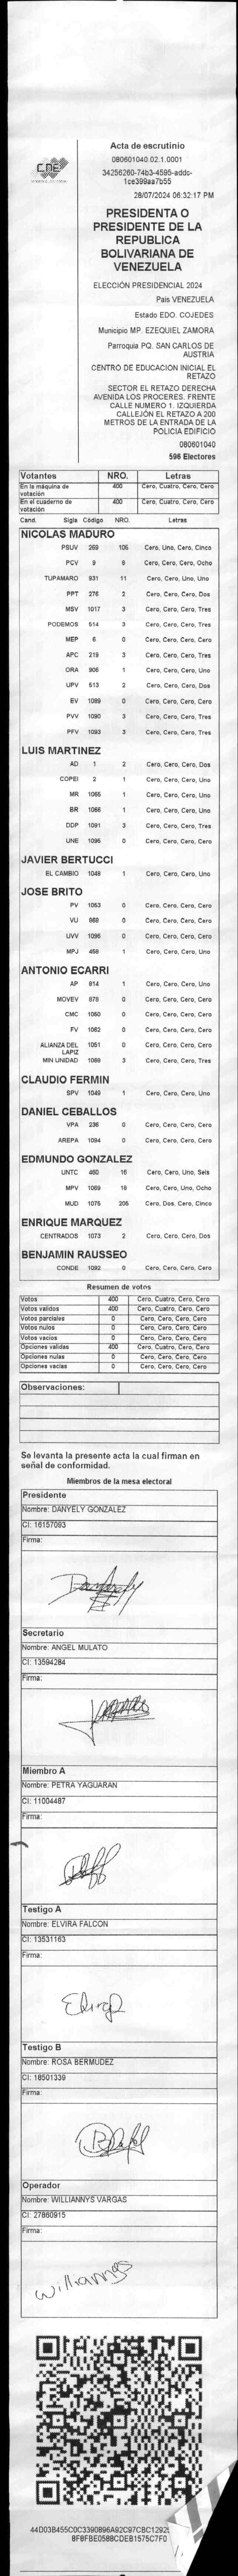 CNE
Acta de escrutinio
080601040.02.1.0001
34256260-74b3-4595-addc-
1ce399aa7b55
28/07/2024 06:32:17 PM
PRESIDENTA O
PRESIDENTE DE LA
REPUBLICA
BOLIVARIANA DE
VENEZUELA
ELECCIÓN PRESIDENCIAL 2024
Pais VENEZUELA
Estado EDO. COJEDES
Municipio MP. EZEQUIEL ZAMORA
Parroquia PQ. SAN CARLOS DE
AUSTRIA
CENTRO DE EDUCACION INICIAL EL
RETAZO
SECTOR EL RETAZO DERECHA
AVENIDA LOS PROCERES. FRENTE
CALLE NUMERO 1. IZQUIERDA
CALLEJÓN EL RETAZO A 200
METROS DE LA ENTRADA DE LA
POLICIA EDIFICIO
080601040
596 Electores
Votantes NRO. Letras
En la máquina de votación 400 Cero, Cuatro, Cero, Cero
En el cuaderno de votación 400 Cero, Cuatro, Cero, Cero
Cand. Sigla Código NRO. Letras
NICOLAS MADURO
PSUV 269 105 Cero, Uno, Cero, Cinco
PCV 9 8 Cero, Cero, Cero, Ocho
TUPAMARO 931 11 Cero, Cero, Uno, Uno
PPT 276 2 Cero, Cero, Cero, Dos
MSV 1017 3 Cero, Cero, Cero, Tres
PODEMOS 514 3 Cero, Cero, Cero, Tres
MEP 6 0 Cero, Cero, Cero, Cero
APC 219 3 Cero, Cero, Cero, Tres
ORA 906 1 Cero, Cero, Cero, Uno
UPV 513 2 Cero, Cero, Cero, Dos
EV 1089 0 Cero, Cero, Cero, Cero
PVV 1090 3 Cero, Cero, Cero, Tres
PFV 1093 3 Cero, Cero, Cero, Tres
LUIS MARTINEZ
AD 1 2 Cero, Cero, Cero, Dos
COPEI 2 1 Cero, Cero, Cero, Uno
MR 1065 1 Cero, Cero, Cero, Uno
BR 1066 1 Cero, Cero, Cero, Uno
DDP 1091 3 Cero, Cero, Cero, Tres
UNE 1095 0 Cero, Cero, Cero, Cero
JAVIER BERTUCCI
EL CAMBIO 1048 1 Cero, Cero, Cero, Uno
JOSE BRITO
PV 1053 0 Cero, Cero, Cero, Cero
VU 968 0 Cero, Cero, Cero, Cero
UVV 1096 0 Cero, Cero, Cero, Cero
MPJ 458 1 Cero, Cero, Cero, Uno
ANTONIO ECARRI
AP 914 1 Cero, Cero, Cero, Uno
MOVEV 878 0 Cero, Cero, Cero, Cero
CMC 1050 0 Cero, Cero, Cero, Cero
FV 1062 0 Cero, Cero, Cero, Cero
ALIANZA DEL LAPIZ 1051 0 Cero, Cero, Cero, Cero
MIN UNIDAD 1068 3 Cero, Cero, Cero, Tres
CLAUDIO FERMIN
SPV 1049 1 Cero, Cero, Cero, Uno
DANIEL CEBALLOS
VPA 236 0 Cero, Cero, Cero, Cero
AREPA 1094 0 Cero, Cero, Cero, Cero
EDMUNDO GONZALEZ
UNTC 460 16 Cero, Cero, Uno, Seis
MPV 1069 18 Cero, Cero, Uno, Ocho
MUD 1075 205 Cero, Dos, Cero, Cinco
ENRIQUE MARQUEZ
CENTRADOS 1073 2 Cero, Cero, Cero, Dos
BENJAMIN RAUSSEO
CONDE 1092 0 Cero, Cero, Cero, Cero
Resumen de votos
Votos 400 Cero, Cuatro, Cero, Cero
Votos validos 400 Cero, Cuatro, Cero, Cero
Votos parciales 0 Cero, Cero, Cero, Cero
Votos nulos 0 Cero, Cero, Cero, Cero
Votos vacios 0 Cero, Cero, Cero, Cero
Opciones validas 400 Cero, Cuatro, Cero, Cero
Opciones nulas 0 Cero, Cero, Cero, Cero
Opciones vacias 0 Cero, Cero, Cero, Cero
Observaciones:
Se levanta la presente acta la cual firman en
señal de conformidad.
Miembros de la mesa electoral
Presidente
Nombre: DANYELY GONZALEZ
CI: 16157093
Firma:
Secretario
Nombre: ANGEL MULATO
CI: 13594284
Firma:
Miembro A
Nombre: PETRA YAGUARAN
CI: 11004487
Firma:
Testigo A
Nombre: ELVIRA FALCON
CI: 13531163
Firma:
Testigo B
Nombre: ROSA BERMUDEZ
CI: 18501339
Firma:
Operador
Nombre: WILLIANNYS VARGAS
CI: 27860915
Firma:
Williannys
44D03B455C0C3390896A92C97CBC1292
8F8FBE0588CDEB1575C7F0